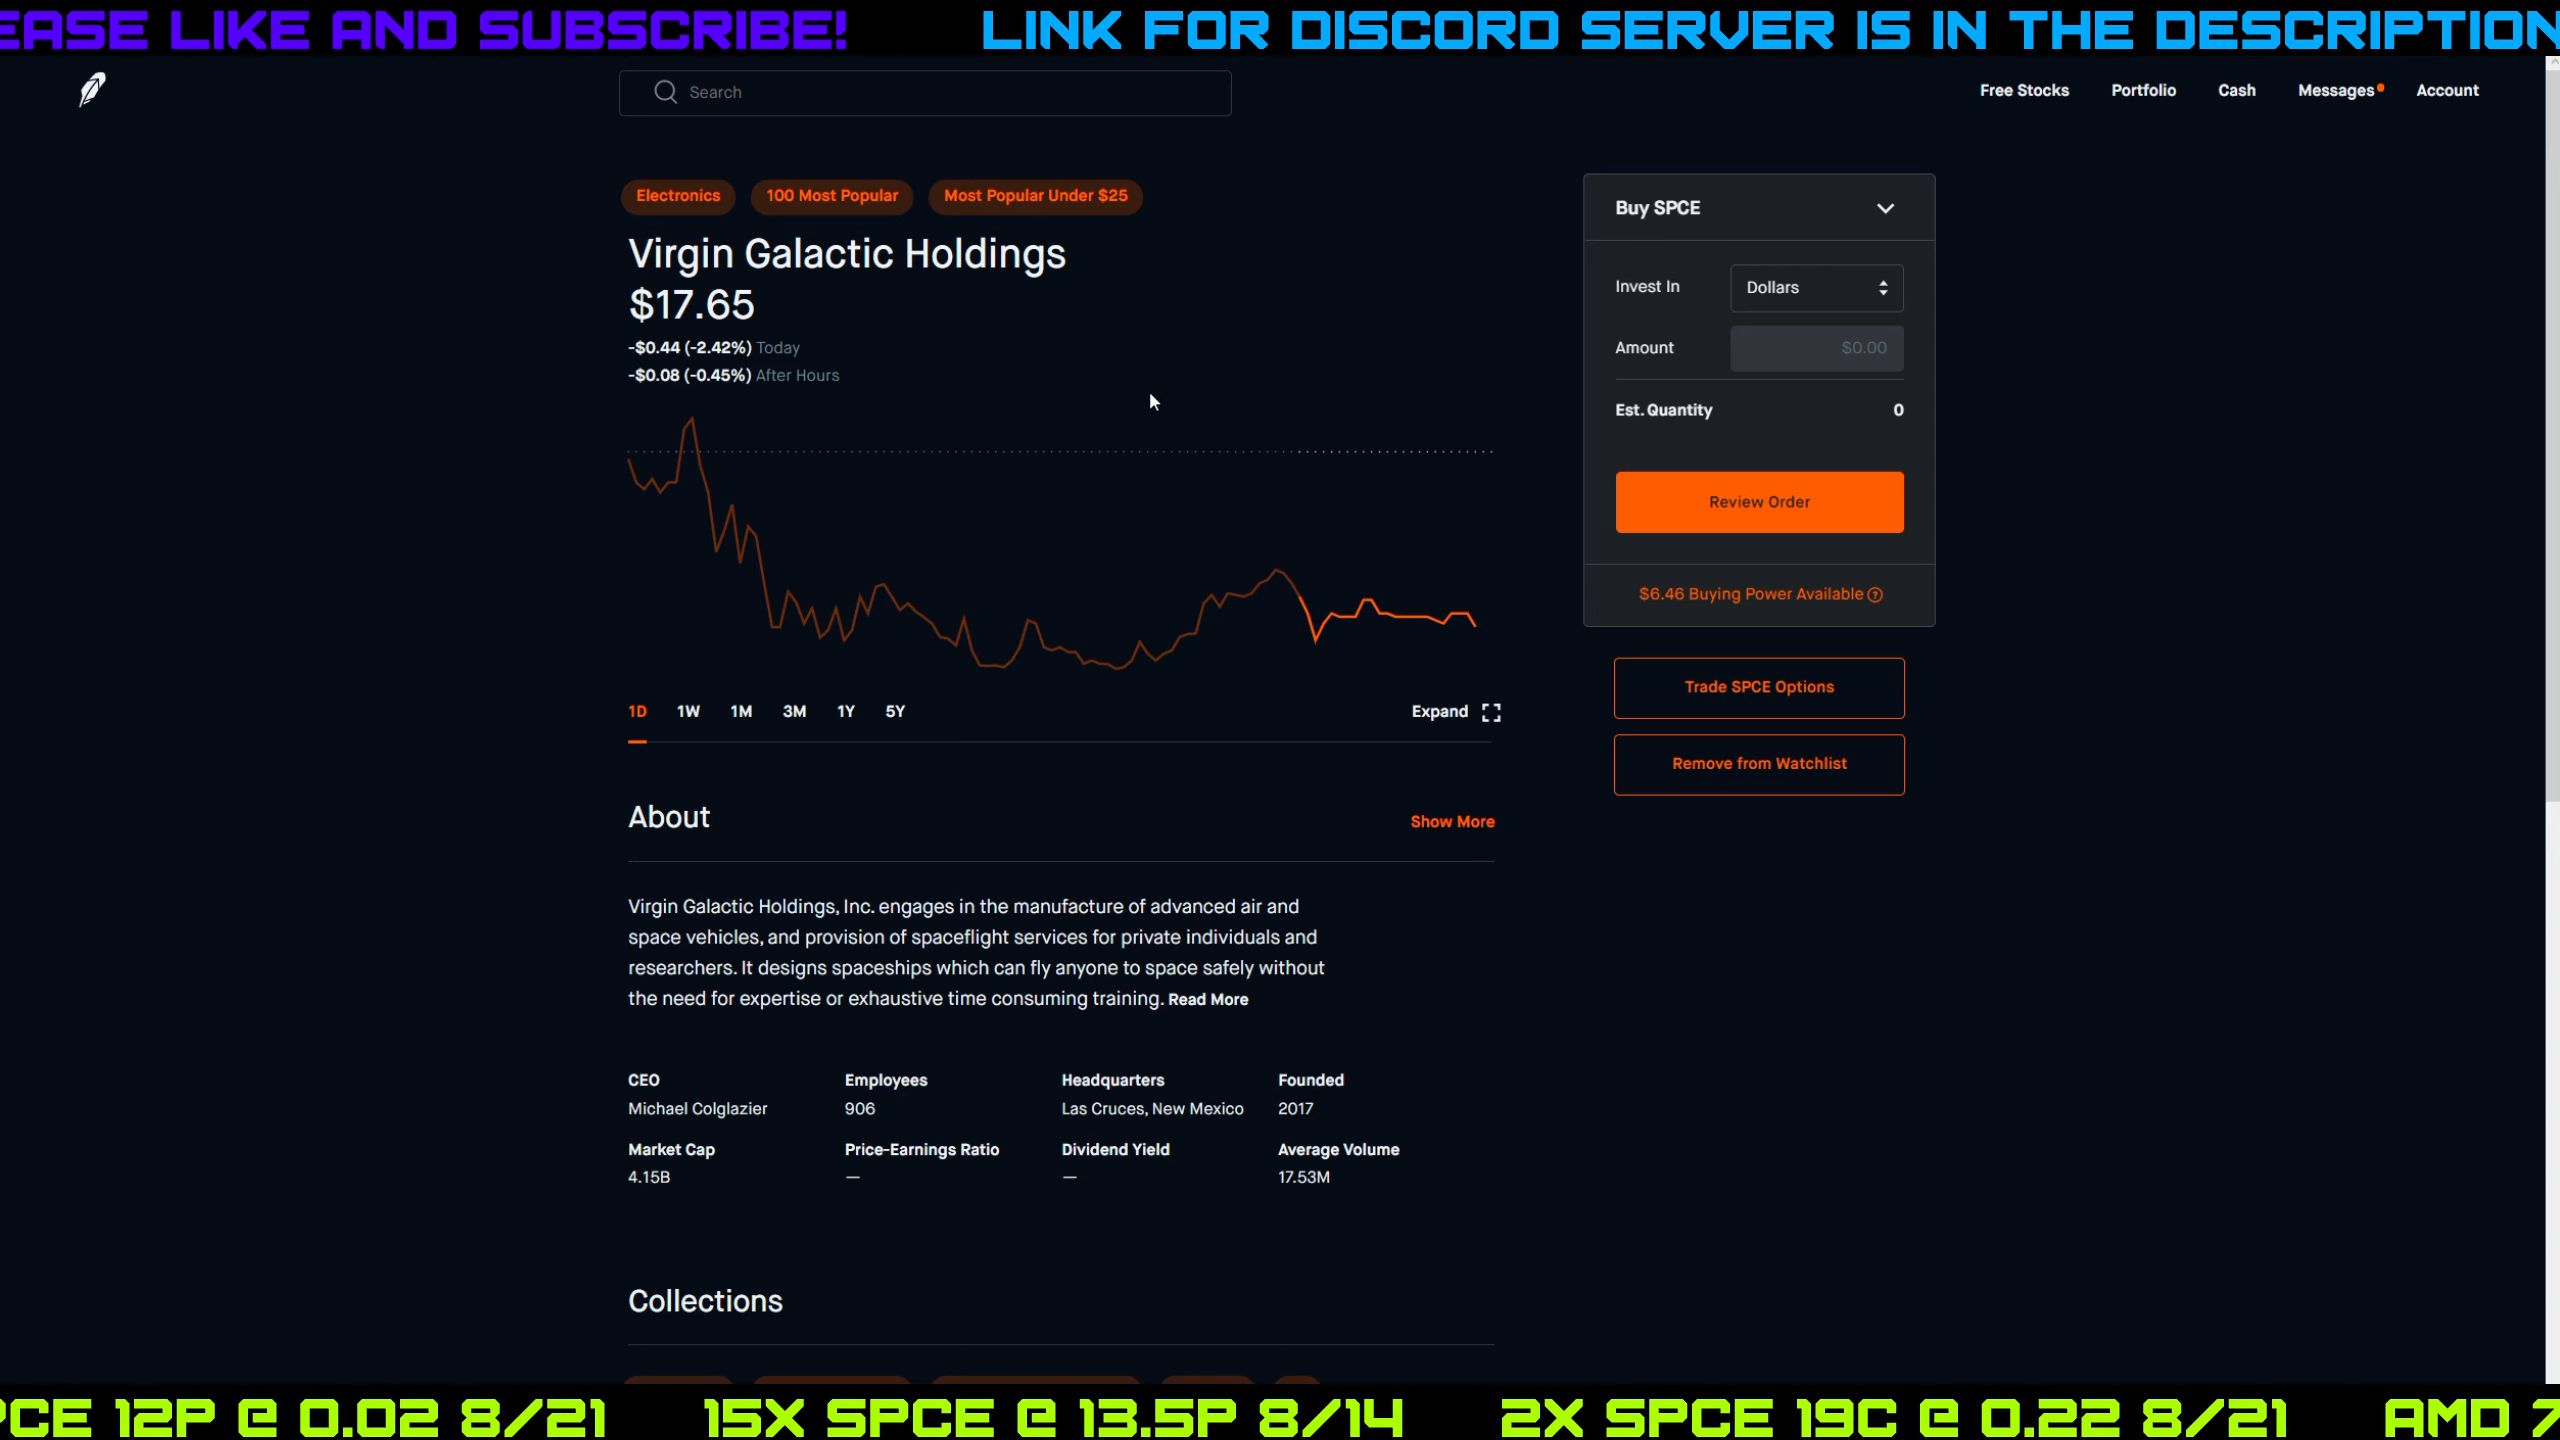 EASE LIKE AND SUBSCRIBE! LINK FOR DISCORD SERVER IS IN THE DESCRIPTION
Search
Free Stocks Portfolio Cash Messages Account
Electronics 100 Most Popular Most Popular Under $25
Virgin Galactic Holdings
$17.65
-$0.44 (-2.42%) Today
-$0.08 (-0.45%) After Hours
1D 1W 1M 3M 1Y 5Y Expand
Buy SPCE
Invest In Dollars
Amount $0.00
Est. Quantity 0
Review Order
$6.46 Buying Power Available
Trade SPCE Options
Remove from Watchlist
About Show More
Virgin Galactic Holdings, Inc. engages in the manufacture of advanced air and
space vehicles, and provision of spaceflight services for private individuals and
researchers. It designs spaceships which can fly anyone to space safely without
the need for expertise or exhaustive time consuming training. Read More
CEO Employees Headquarters Founded
Michael Colglazier 906 Las Cruces, New Mexico 2017
Market Cap Price-Earnings Ratio Dividend Yield Average Volume
4.15B — — 17.53M
Collections
PCE 12P @ 0.02 8/21 15X SPCE @ 13.5P 8/14 2X SPCE 19C @ 0.22 8/21 AMD 7